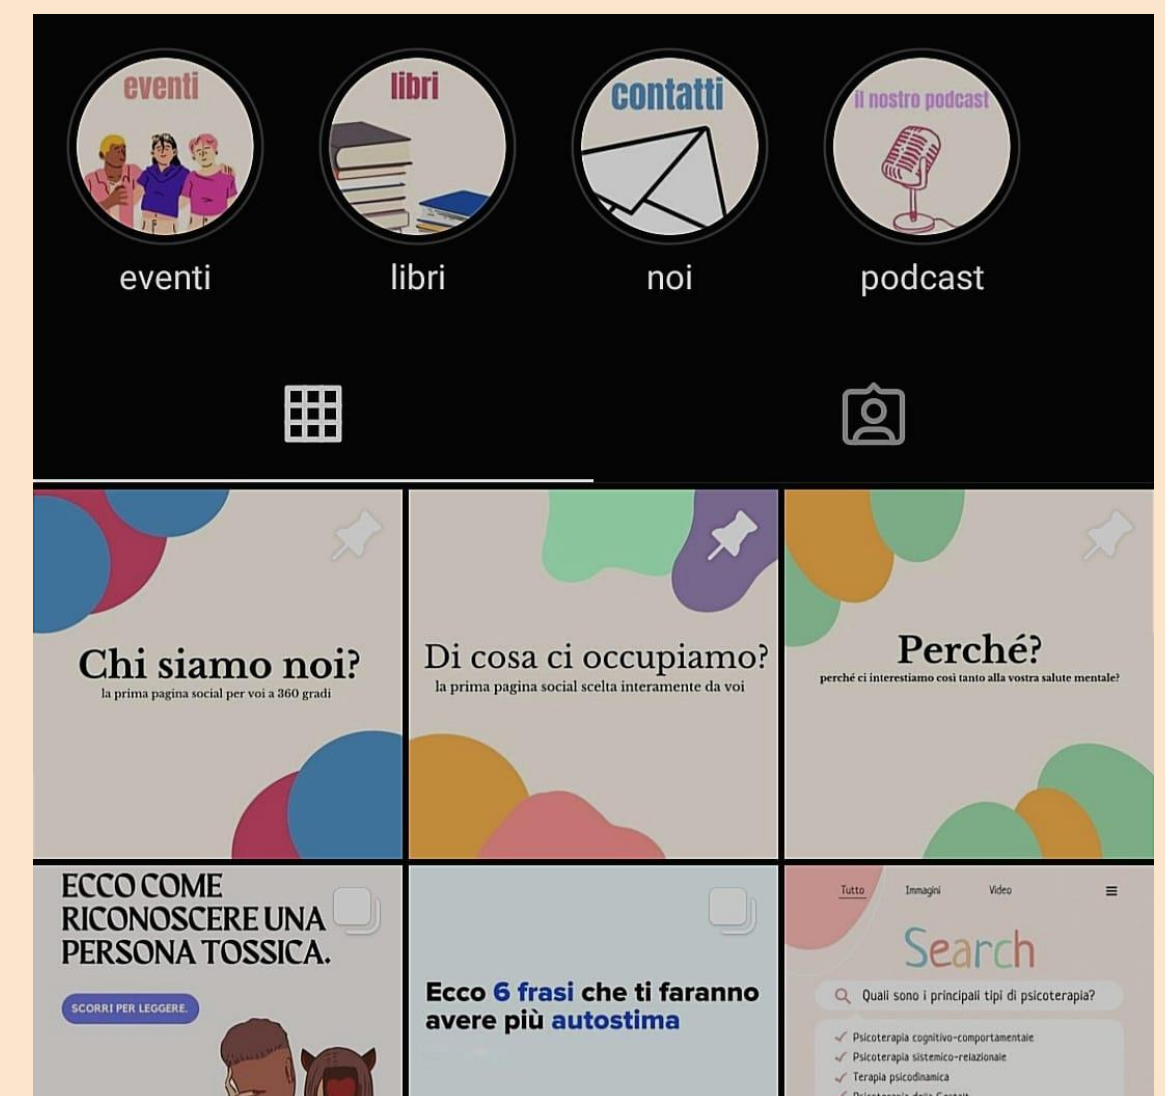 eventi
libri
contatti
il nostro podcast
eventi
libri
noi
podcast
Chi siamo noi?
la prima pagina social per voi a 360 gradi
Di cosa ci occupiamo?
la prima pagina social scelta interamente da voi
Perché?
perché ci interestiamo così tanto alla vostra salute mentale?
ECCO COME
RICONOSCERE UNA
PERSONA TOSSICA.
SCORRI PER LEGGERE.
Ecco 6 frasi che ti faranno
avere più autostima
Tutto Immagini Video
Search
Quali sono i principali tipi di psicoterapia?
Psicoterapia cognitivo-comportamentale
Psicoterapia sistemico-relazionale
Terapia psicodinamica